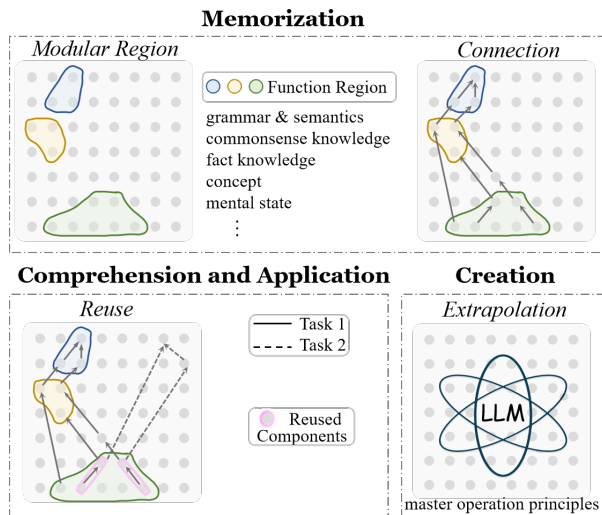 Memorization
Modular Region
Connection
Function Region
grammar & semantics
commonsense knowledge
fact knowledge
concept
mental state
⋮
Comprehension and Application
Creation
Reuse
Extrapolation
Task 1
Task 2
Reused
Components
LLM
master operation principles